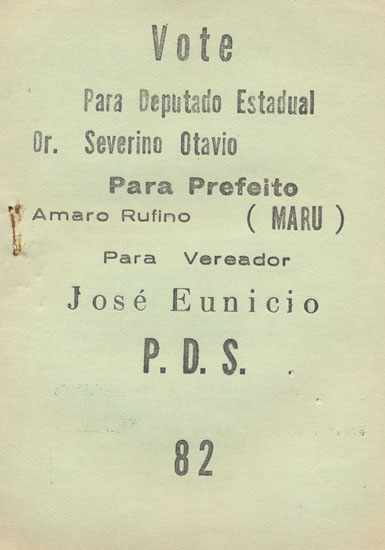 Vote
Para Deputado Estadual
Dr. Severino Otavio
Para Prefeito
Amaro Rufino ( MARU )
Para Vereador
José Eunicio
P. D. S.
82